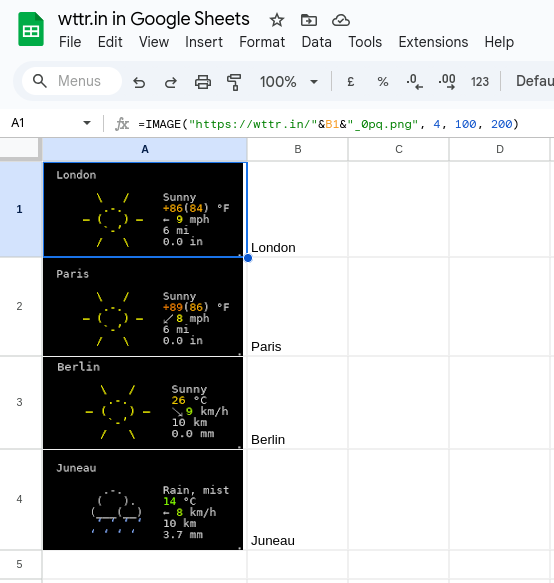 wttr.in in Google Sheets
File Edit View Insert Format Data Tools Extensions Help
Menus 100% £ % .0 .00 123 Defau
A1 fx =IMAGE("https://wttr.in/"&B1&"_0pq.png", 4, 100, 200)
A B C D
1
London
Sunny
+86(84) °F
← 9 mph
6 mi
0.0 in
London
2
Paris
Sunny
+89(86) °F
↙ 8 mph
6 mi
0.0 in
Paris
3
Berlin
Sunny
26 °C
↘ 9 km/h
10 km
0.0 mm
Berlin
4
Juneau
Rain, mist
14 °C
← 8 km/h
10 km
3.7 mm
Juneau
5